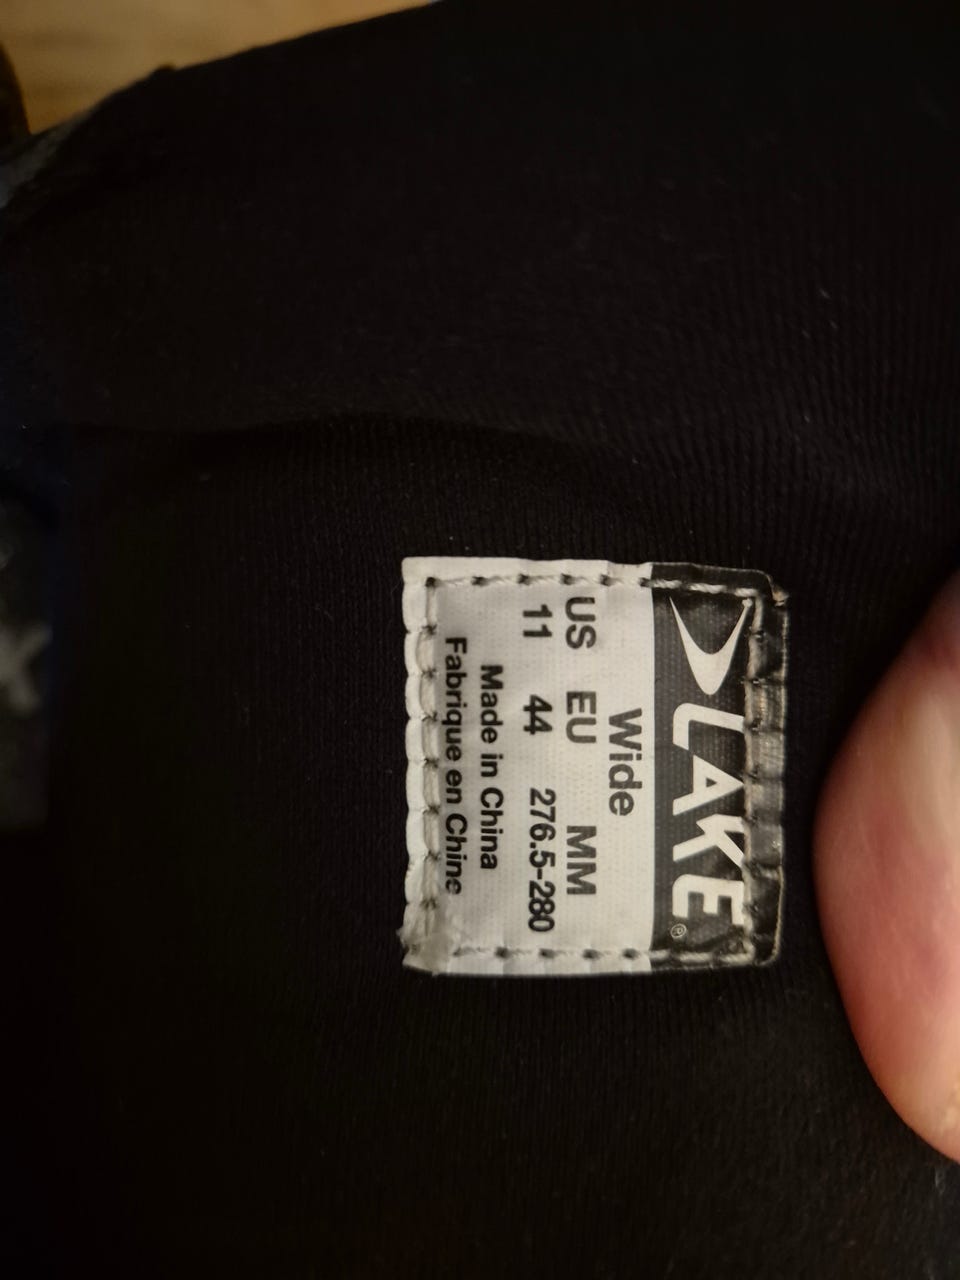 LAKE®
Wide
US EU MM
11 44 276.5-280
Made in China
Fabrique en Chine